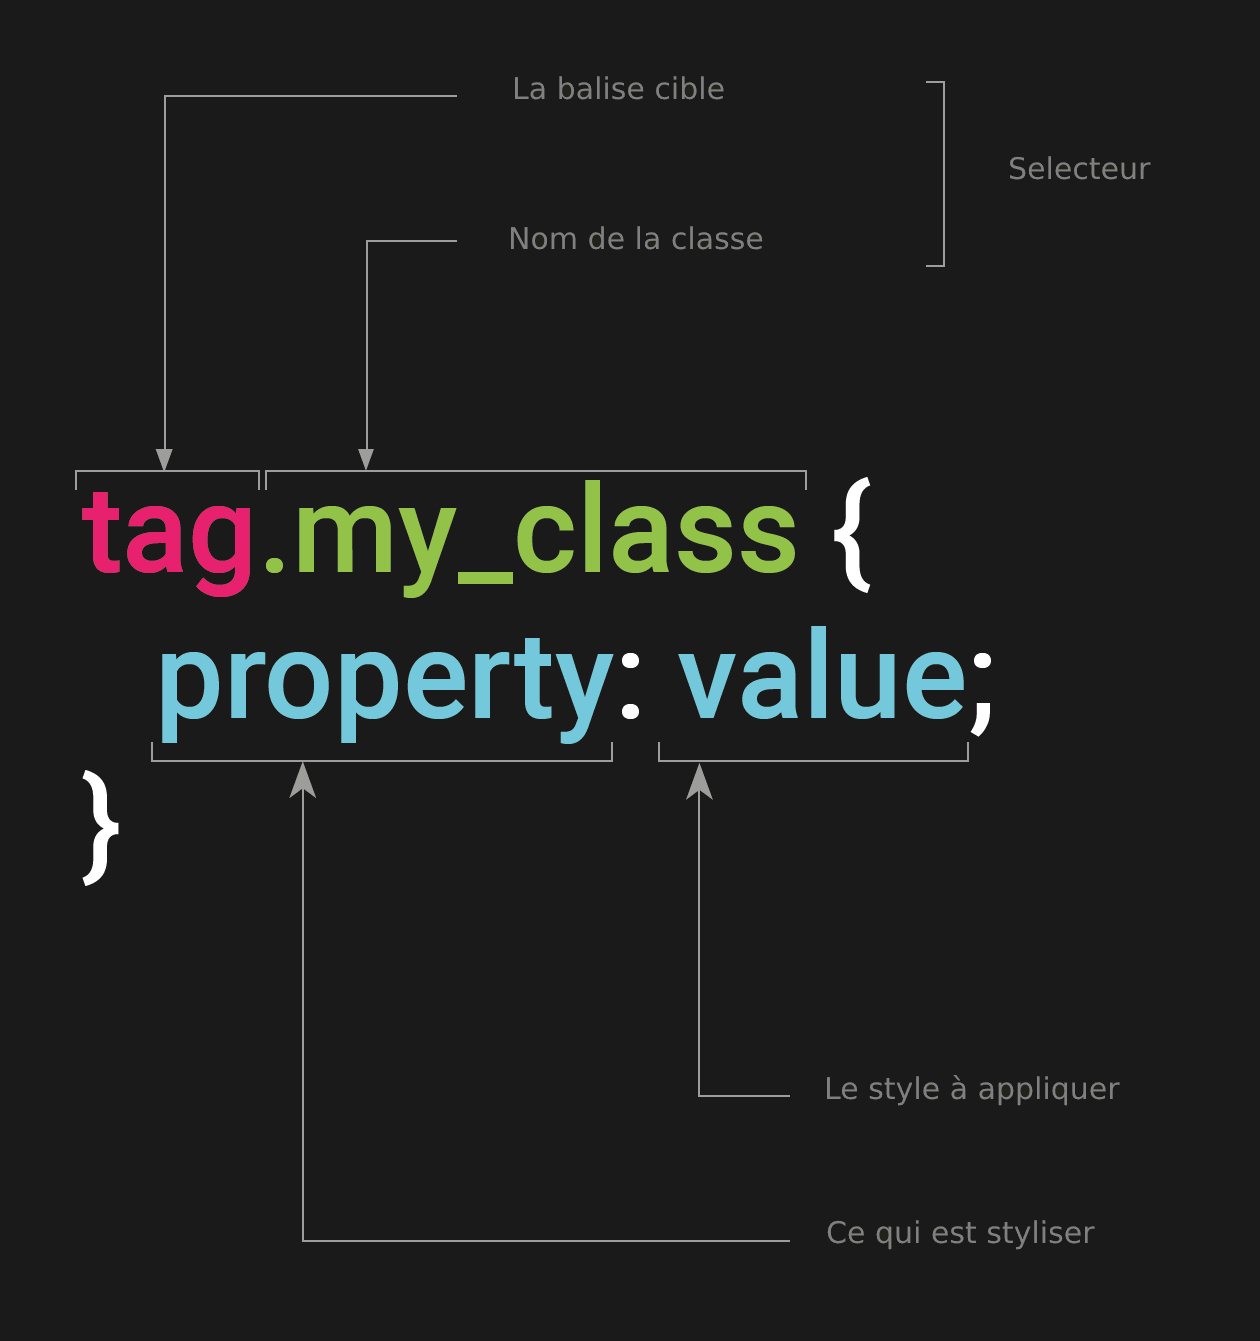 La balise cible
Selecteur
Nom de la classe
tag.my_class {
property: value;
}
Le style à appliquer
Ce qui est styliser